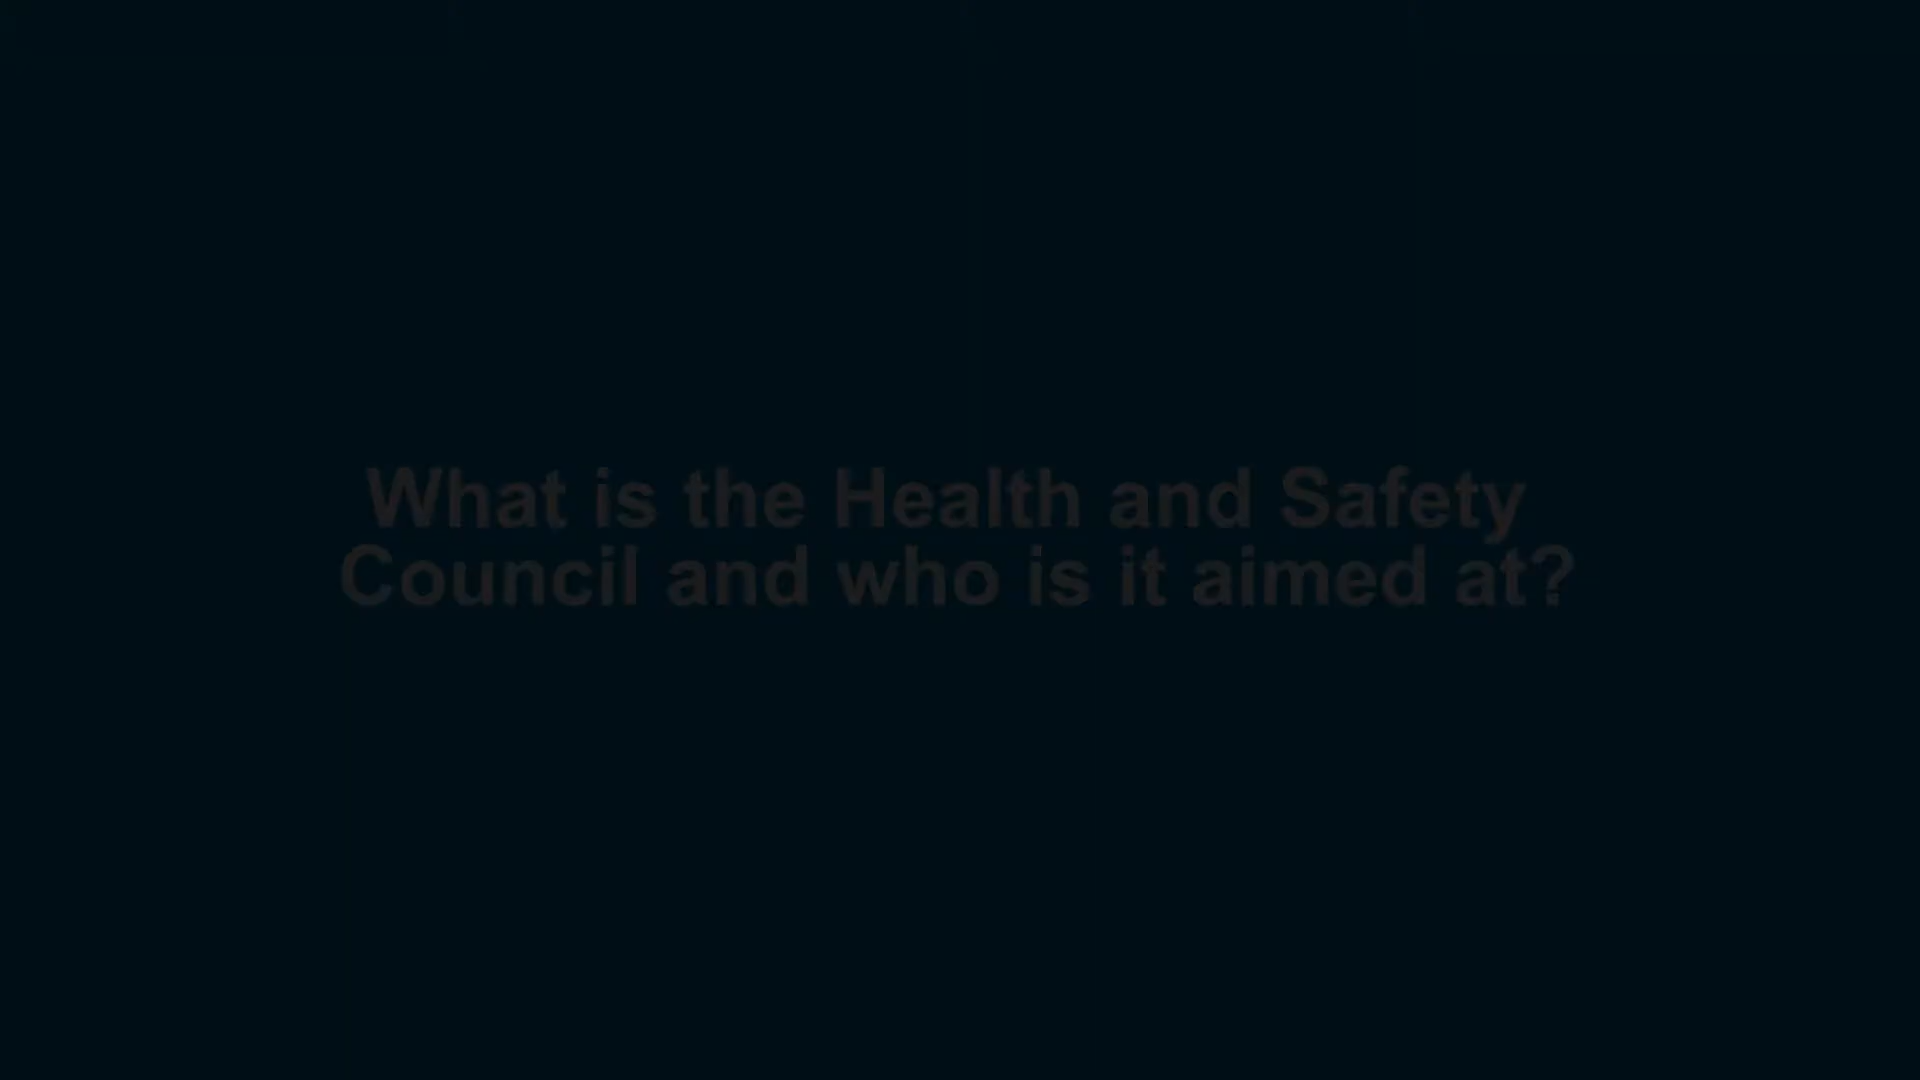 What is the Health and Safety
Council and who is it aimed at?